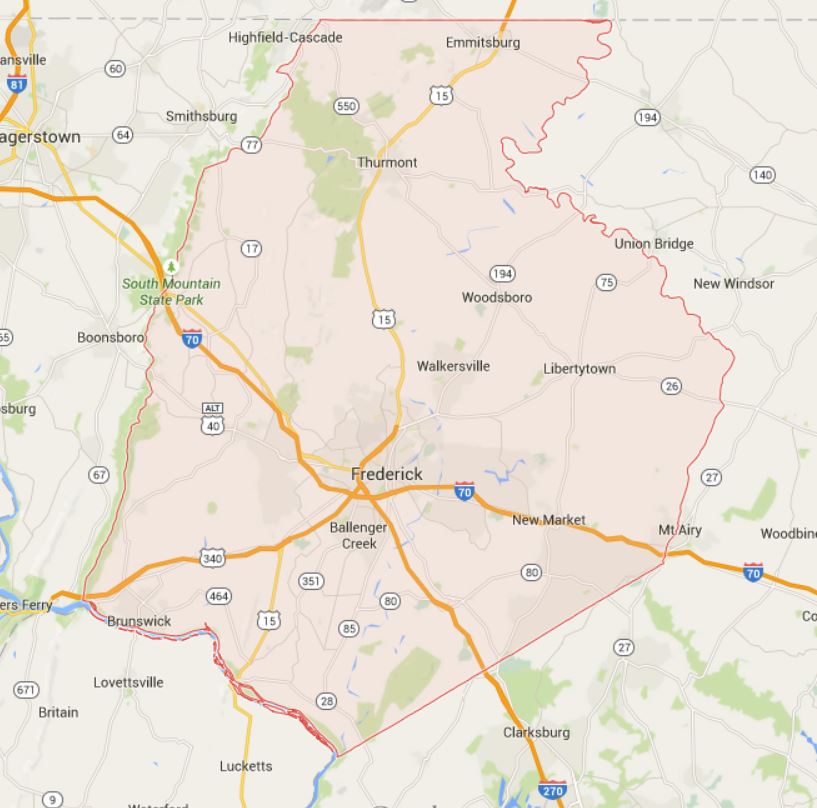 Highfield-Cascade
Emmitsburg
ansville
60
81
15
550
Smithsburg
194
agerstown
64
77
Thurmont
140
17
Union Bridge
194
75
New Windsor
South Mountain
State Park
Woodsboro
15
65
Boonsboro
70
Walkersville
Libertytown
26
sburg
ALT
40
67
Frederick
27
70
New Market
Mt Airy
Ballenger
Creek
Woodbine
340
70
80
351
464
80
ers Ferry
Co
15
Brunswick
85
27
Lovettsville
671
28
Britain
Clarksburg
Lucketts
270
9